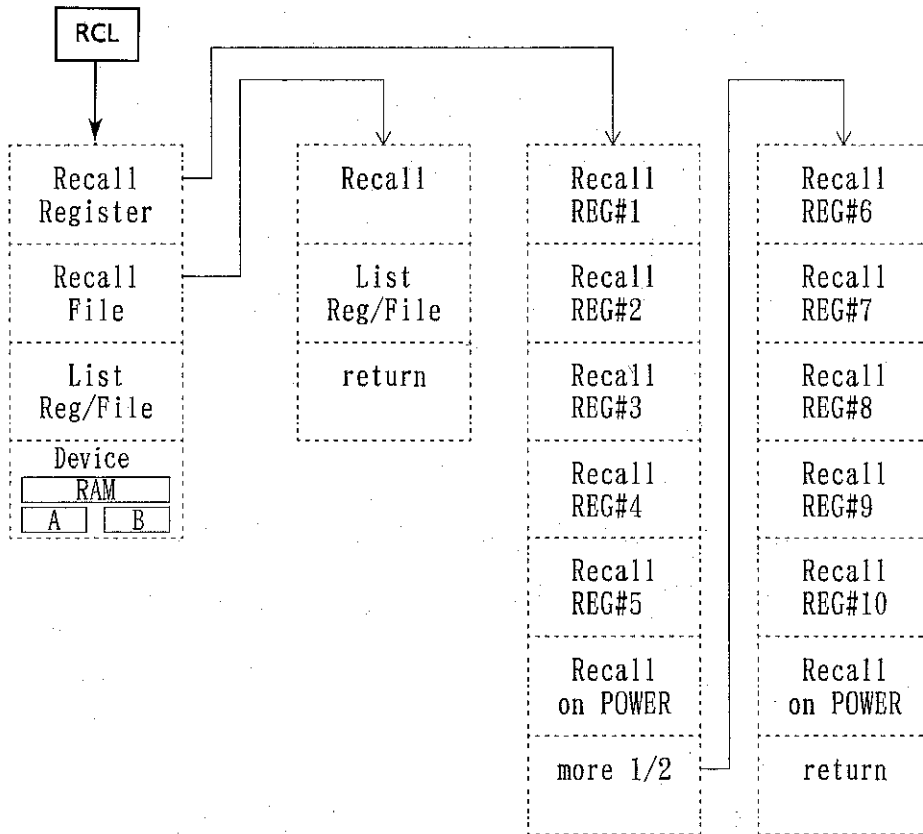 RCL
Recall
Register
Recall
File
List
Reg/File
Device
RAM
A B
Recall
List
Reg/File
return
Recall
REG#1
Recall
REG#2
Recall
REG#3
Recall
REG#4
Recall
REG#5
Recall
on POWER
more 1/2
Recall
REG#6
Recall
REG#7
Recall
REG#8
Recall
REG#9
Recall
REG#10
Recall
on POWER
return